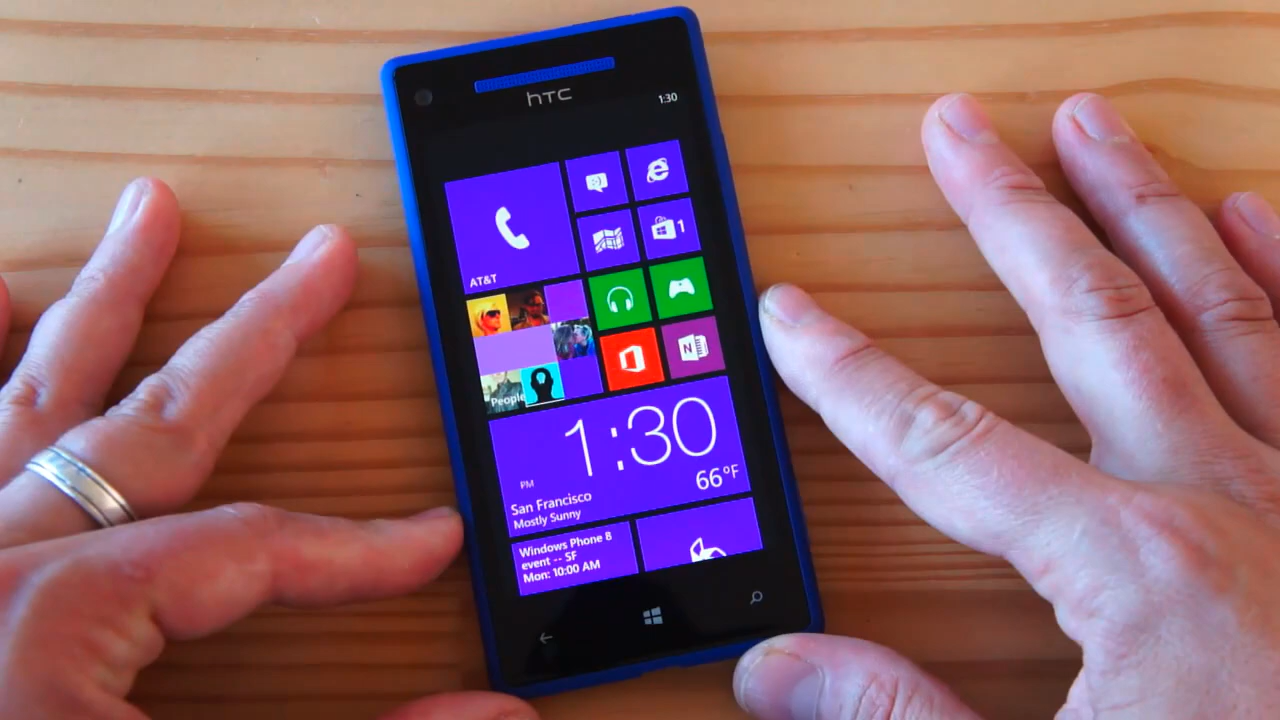 hTC
1:30
1
AT&T
People
N
1:30
PM
66°F
San Francisco
Mostly Sunny
Windows Phone 8
event -- SF
Mon: 10:00 AM